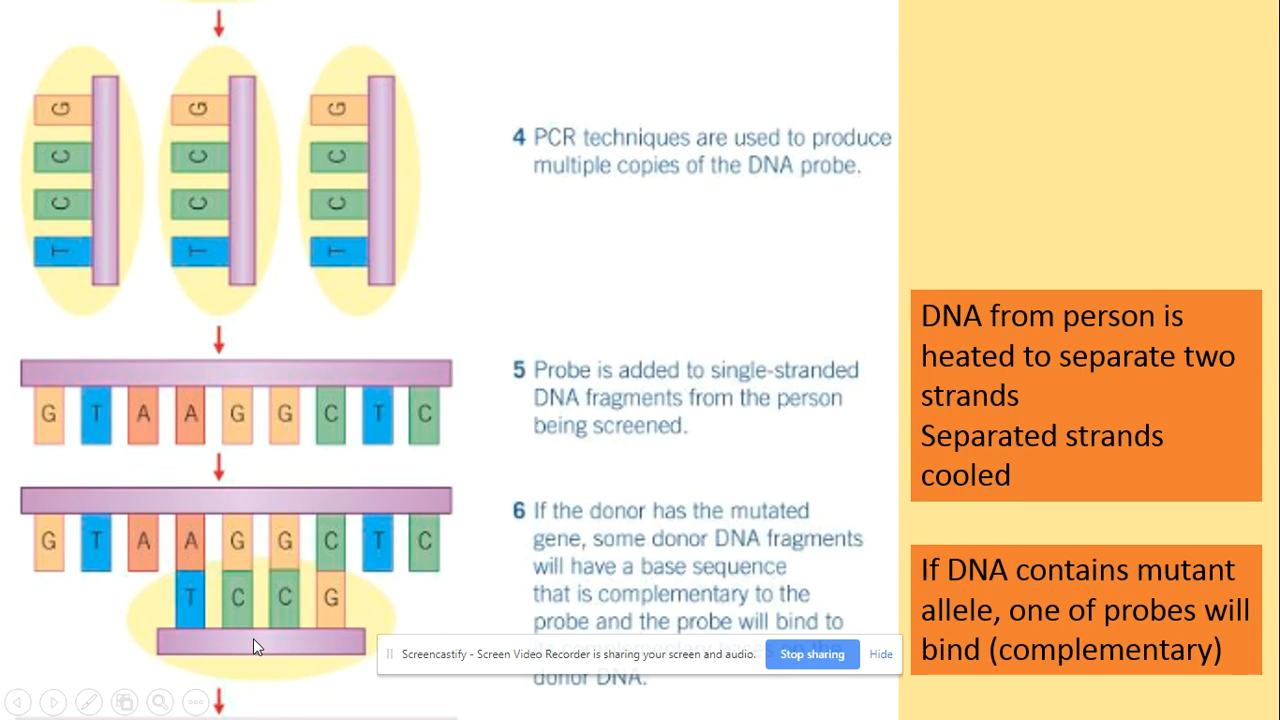 G G G
C C C
C C C
T T T
4 PCR techniques are used to produce
multiple copies of the DNA probe.
5 Probe is added to single-stranded
DNA fragments from the person
being screened.
G T A A G G C T C
6 If the donor has the mutated
gene, some donor DNA fragments
will have a base sequence
that is complementary to the
probe and the probe will bind to
donor DNA.
G T A A G G C T C
T C C G
DNA from person is
heated to separate two
strands
Separated strands
cooled
If DNA contains mutant
allele, one of probes will
bind (complementary)
Screencastify - Screen Video Recorder is sharing your screen and audio. Stop sharing Hide